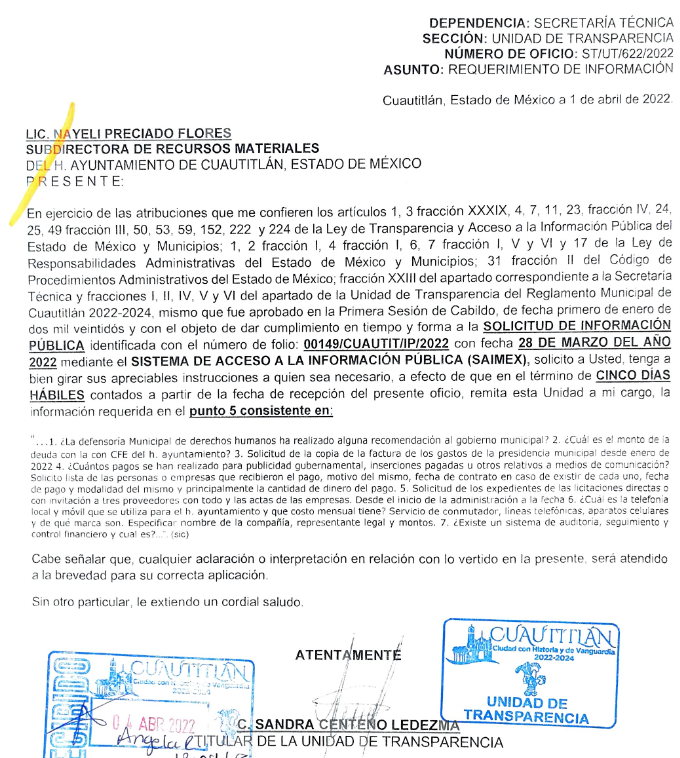 DEPENDENCIA: SECRETARÍA TÉCNICA
SECCIÓN: UNIDAD DE TRANSPARENCIA
NÚMERO DE OFICIO: ST/UT/622/2022
ASUNTO: REQUERIMIENTO DE INFORMACIÓN
Cuautitlán, Estado de México a 1 de abril de 2022.
LIC. NAYELI PRECIADO FLORES
SUBDIRECTORA DE RECURSOS MATERIALES
DEL H. AYUNTAMIENTO DE CUAUTITLÁN, ESTADO DE MÉXICO
P R E S E N T E:
En ejercicio de las atribuciones que me confieren los artículos 1, 3 fracción XXXIX, 4, 7, 11, 23, fracción IV, 24,
25, 49 fracción III, 50, 53, 59, 152, 222 y 224 de la Ley de Transparencia y Acceso a la Información Pública del
Estado de México y Municipios; 1, 2 fracción I, 4 fracción I, 6, 7 fracción I, V y VI y 17 de la Ley de
Responsabilidades Administrativas del Estado de México y Municipios; 31 fracción II del Código de
Procedimientos Administrativos del Estado de México; fracción XXIII del apartado correspondiente a la Secretaría
Técnica y fracciones I, II, IV, V y VI del apartado de la Unidad de Transparencia del Reglamento Municipal de
Cuautitlán 2022-2024, mismo que fue aprobado en la Primera Sesión de Cabildo, de fecha primero de enero de
dos mil veintidós y con el objeto de dar cumplimiento en tiempo y forma a la SOLICITUD DE INFORMACIÓN
PÚBLICA identificada con el número de folio: 00149/CUAUTIT/IP/2022 con fecha 28 DE MARZO DEL AÑO
2022 mediante el SISTEMA DE ACCESO A LA INFORMACIÓN PÚBLICA (SAIMEX), solicito a Usted, tenga a
bien girar sus apreciables instrucciones a quien sea necesario, a efecto de que en el término de CINCO DÍAS
HÁBILES contados a partir de la fecha de recepción del presente oficio, remita esta Unidad a mi cargo, la
información requerida en el punto 5 consistente en:
"...1. ¿La defensoría Municipal de derechos humanos ha realizado alguna recomendación al gobierno municipal? 2. ¿Cuál es el monto de la
deuda con la con CFE del h. ayuntamiento? 3. Solicitud de la copia de la factura de los gastos de la presidencia municipal desde enero de
2022 4. ¿Cuántos pagos se han realizado para publicidad gubernamental, inserciones pagadas u otros relativos a medios de comunicación?
Solicito lista de las personas o empresas que recibieron el pago, motivo del mismo, fecha de contrato en caso de existir de cada uno, fecha
de pago y modalidad del mismo y principalmente la cantidad de dinero del pago. 5. Solicitud de los expedientes de las licitaciones directas o
con invitación a tres proveedores con todo y las actas de las empresas. Desde el inicio de la administración a la fecha 6. ¿Cuál es la telefonía
local y móvil que se utiliza para el h. ayuntamiento y que costo mensual tiene? Servicio de conmutador, líneas telefónicas, aparatos celulares
y de qué marca son. Especificar nombre de la compañía, representante legal y montos. 7. ¿Existe un sistema de auditoría, seguimiento y
control financiero y cual es?..." (sic)
Cabe señalar que, cualquier aclaración o interpretación en relación con lo vertido en la presente, será atendido
a la brevedad para su correcta aplicación.
Sin otro particular, le extiendo un cordial saludo.
ATENTAMENTE
C. SANDRA CENTENO LEDEZMA
TITULAR DE LA UNIDAD DE TRANSPARENCIA
RECIBIDO
CUAUTITLÁN
Ciudad con Historia y de Vanguardia
2022-2024
04 ABR 2022
Angela R
CUAUTITLÁN
Ciudad con Historia y de Vanguardia
2022-2024
UNIDAD DE
TRANSPARENCIA